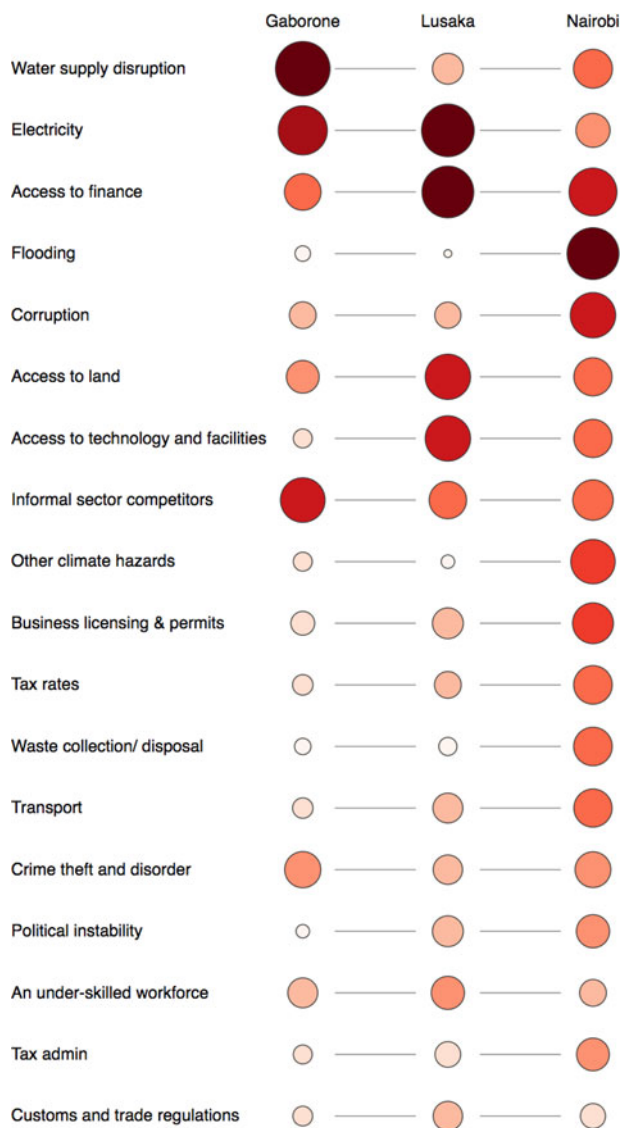 Gaborone Lusaka Nairobi
Water supply disruption
Electricity
Access to finance
Flooding
Corruption
Access to land
Access to technology and facilities
Informal sector competitors
Other climate hazards
Business licensing & permits
Tax rates
Waste collection/ disposal
Transport
Crime theft and disorder
Political instability
An under-skilled workforce
Tax admin
Customs and trade regulations